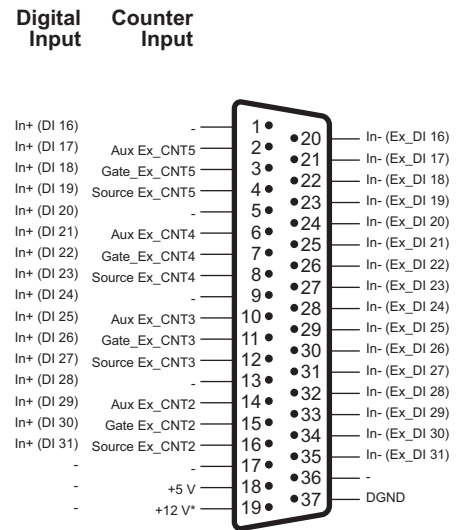 Digital Input Counter Input
In+ (DI 16) - 1 20 In- (Ex_DI 16)
In+ (DI 17) Aux Ex_CNT5 2 21 In- (Ex_DI 17)
In+ (DI 18) Gate_Ex_CNT5 3 22 In- (Ex_DI 18)
In+ (DI 19) Source Ex_CNT5 4 23 In- (Ex_DI 19)
In+ (DI 20) - 5 24 In- (Ex_DI 20)
In+ (DI 21) Aux Ex_CNT4 6 25 In- (Ex_DI 21)
In+ (DI 22) Gate_Ex_CNT4 7 26 In- (Ex_DI 22)
In+ (DI 23) Source Ex_CNT4 8 27 In- (Ex_DI 23)
In+ (DI 24) - 9 28 In- (Ex_DI 24)
In+ (DI 25) Aux Ex_CNT3 10 29 In- (Ex_DI 25)
In+ (DI 26) Gate_Ex_CNT3 11 30 In- (Ex_DI 26)
In+ (DI 27) Source Ex_CNT3 12 31 In- (Ex_DI 27)
In+ (DI 28) - 13 32 In- (Ex_DI 28)
In+ (DI 29) Aux Ex_CNT2 14 33 In- (Ex_DI 29)
In+ (DI 30) Gate Ex_CNT2 15 34 In- (Ex_DI 30)
In+ (DI 31) Source Ex_CNT2 16 35 In- (Ex_DI 31)
- - 17 36 -
- +5 V 18 37 DGND
- +12 V* 19